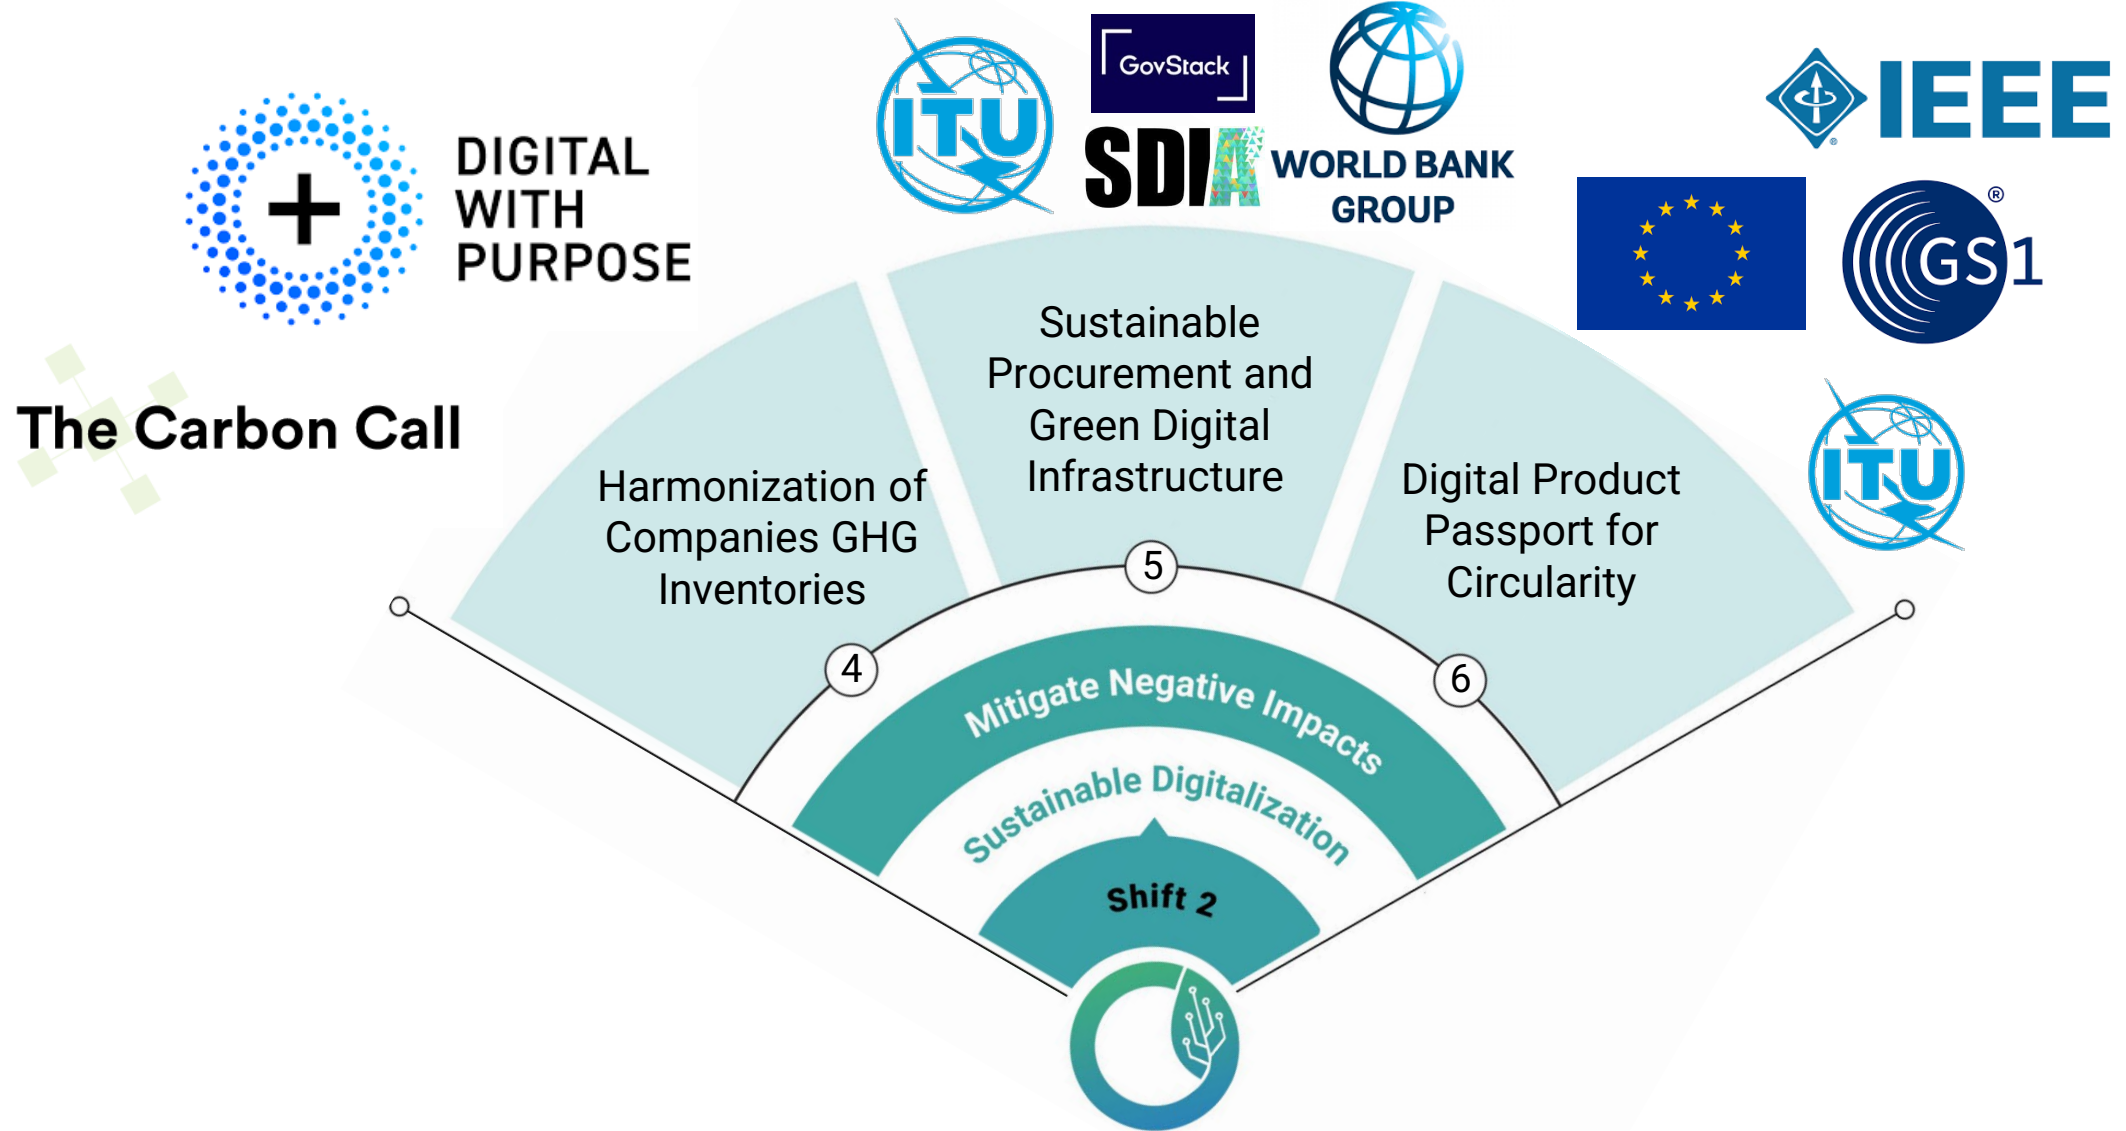 DIGITAL
WITH
PURPOSE
The Carbon Call
ITU
GovStack
SDIA
WORLD BANK
GROUP
IEEE
®
GS1
®
ITU
Harmonization of
Companies GHG
Inventories
Sustainable
Procurement and
Green Digital
Infrastructure
Digital Product
Passport for
Circularity
4
5
6
Mitigate Negative Impacts
Sustainable Digitalization
Shift 2